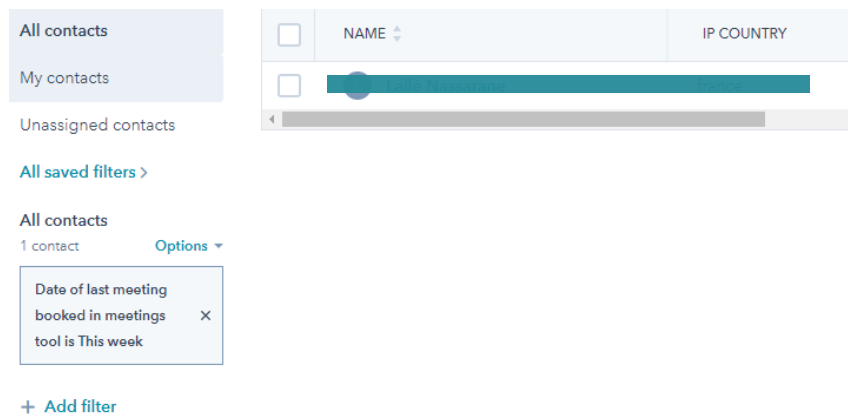 All contacts
NAME
IP COUNTRY
My contacts
Unassigned contacts
All saved filters >
All contacts
1 contact
Options
Date of last meeting
booked in meetings
tool is This week
×
+ Add filter